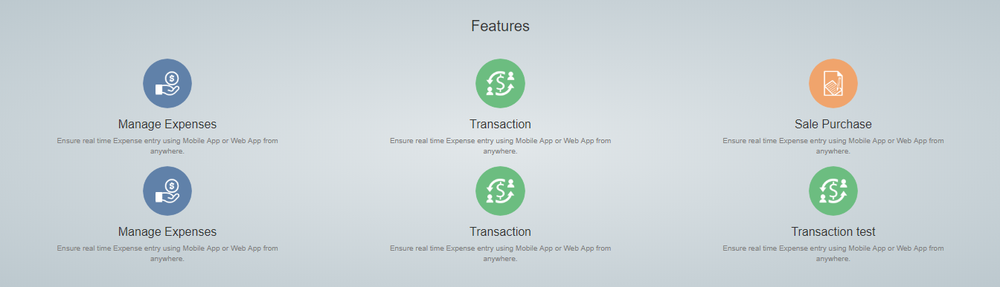 Features
Manage Expenses
Ensure real time Expense entry using Mobile App or Web App from
anywhere.
Transaction
Ensure real time Expense entry using Mobile App or Web App from
anywhere.
Sale Purchase
Ensure real time Expense entry using Mobile App or Web App from
anywhere.
Manage Expenses
Ensure real time Expense entry using Mobile App or Web App from
anywhere.
Transaction
Ensure real time Expense entry using Mobile App or Web App from
anywhere.
Transaction test
Ensure real time Expense entry using Mobile App or Web App from
anywhere.